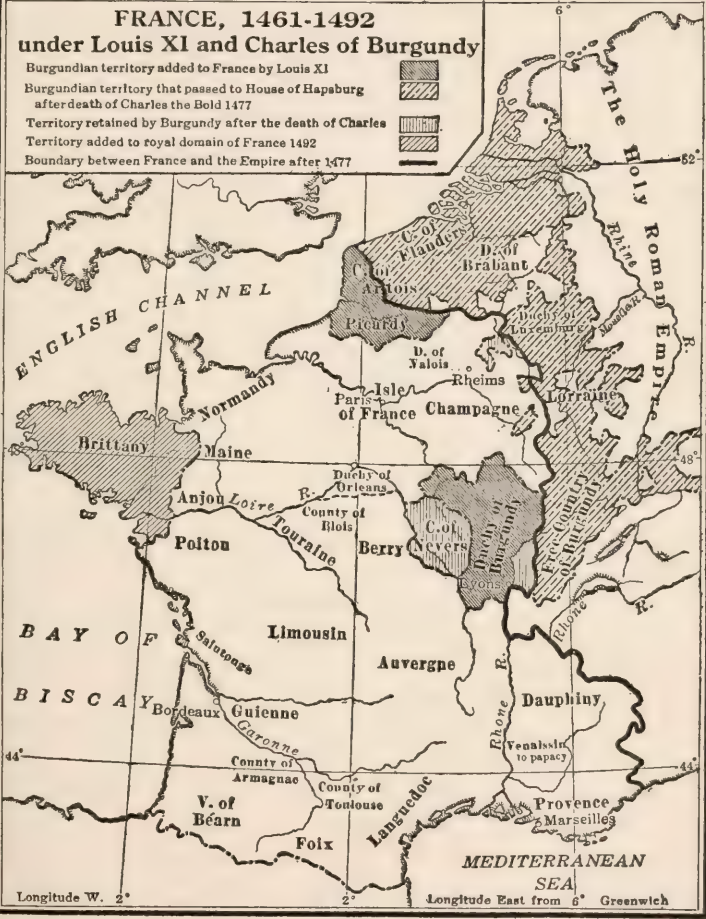 FRANCE, 1461-1492
under Louis XI and Charles of Burgundy
Burgundian territory added to France by Louis XI
Burgundian territory that passed to House of Hapsburg
after death of Charles the Bold 1477
Territory retained by Burgundy after the death of Charles
Territory added to royal domain of France 1492
Boundary between France and the Empire after 1477
6°
52°
The Holy Roman Empire
Rhine
R.
C. of
Flanders
D. of
Brabant
C. of
Artois
Picardy
Duchy of
Luxemburg
Moselle R.
ENGLISH CHANNEL
D. of
Valois
Rheims
Lorraine
Normandy
Paris
Isle
of France
Champagne
Brittany
Maine
48°
48°
Duchy of
Orleans
Anjou
Loire R.
County of
Blois
Touraine
Poitou
Berry
C. of
Nevers
Duchy of
Burgundy
Free County
of Burgundy
Lyons
Rhone R.
BAY OF
BISCAY
Limousin
Saintonge
Auvergne
Bordeaux
Guienne
Dauphiny
Rhone R.
Garonne
Venaissin
to papacy
44°
44°
County of
Armagnac
County of
Toulouse
V. of
Béarn
Foix
Languedoc
Provence
Marseilles
MEDITERRANEAN
SEA
Longitude W. 2°
2°
Longitude East from 6° Greenwich